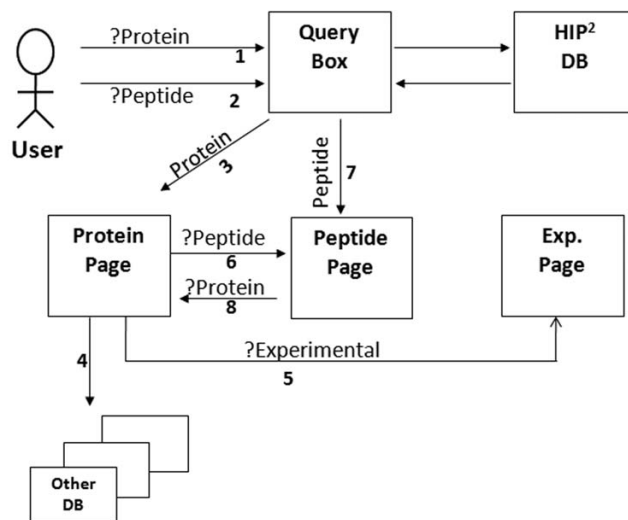 ?Protein
1
?Peptide
2
User
Query
Box
HIP²
DB
Protein
3
Peptide
7
Protein
Page
?Peptide
6
?Protein
8
Peptide
Page
Exp.
Page
4
?Experimental
5
Other
DB